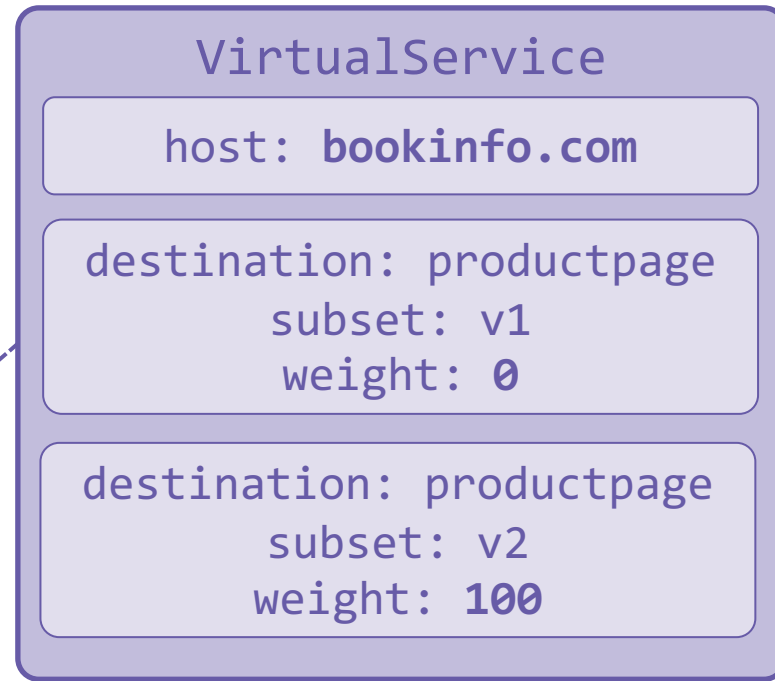 VirtualService
host: bookinfo.com
destination: productpage
subset: v1
weight: 0
destination: productpage
subset: v2
weight: 100